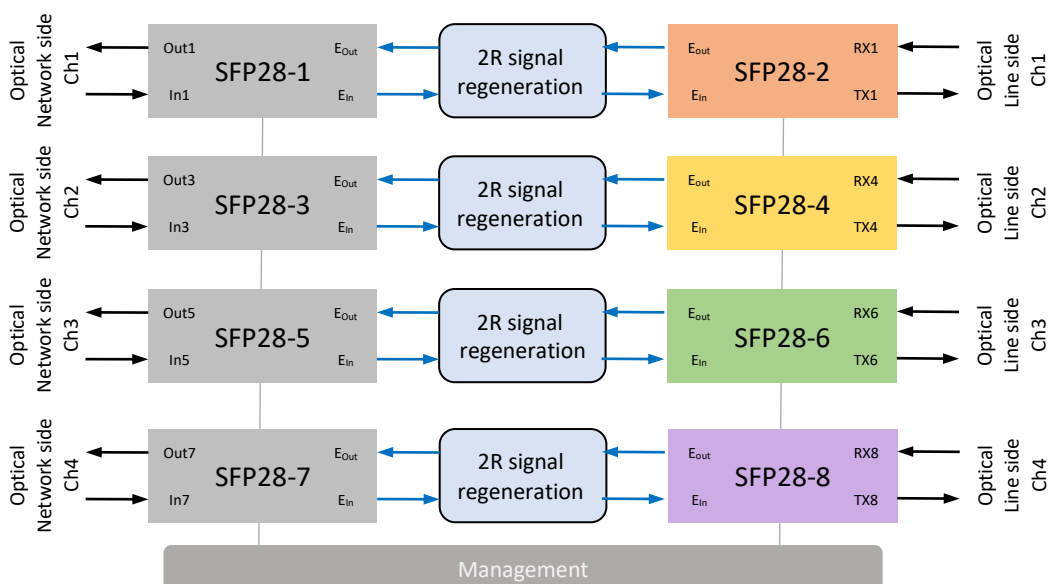 Optical
Network side
Ch1
Out1
In1
SFP28-1
EOut
EIn
2R signal
regeneration
Eout
EIn
SFP28-2
RX1
TX1
Optical
Line side
Ch1
Optical
Network side
Ch2
Out3
In3
SFP28-3
EOut
EIn
2R signal
regeneration
Eout
EIn
SFP28-4
RX4
TX4
Optical
Line side
Ch2
Optical
Network side
Ch3
Out5
In5
SFP28-5
EOut
EIn
2R signal
regeneration
Eout
EIn
SFP28-6
RX6
TX6
Optical
Line side
Ch3
Optical
Network side
Ch4
Out7
In7
SFP28-7
EOut
EIn
2R signal
regeneration
Eout
EIn
SFP28-8
RX8
TX8
Optical
Line side
Ch4
Management